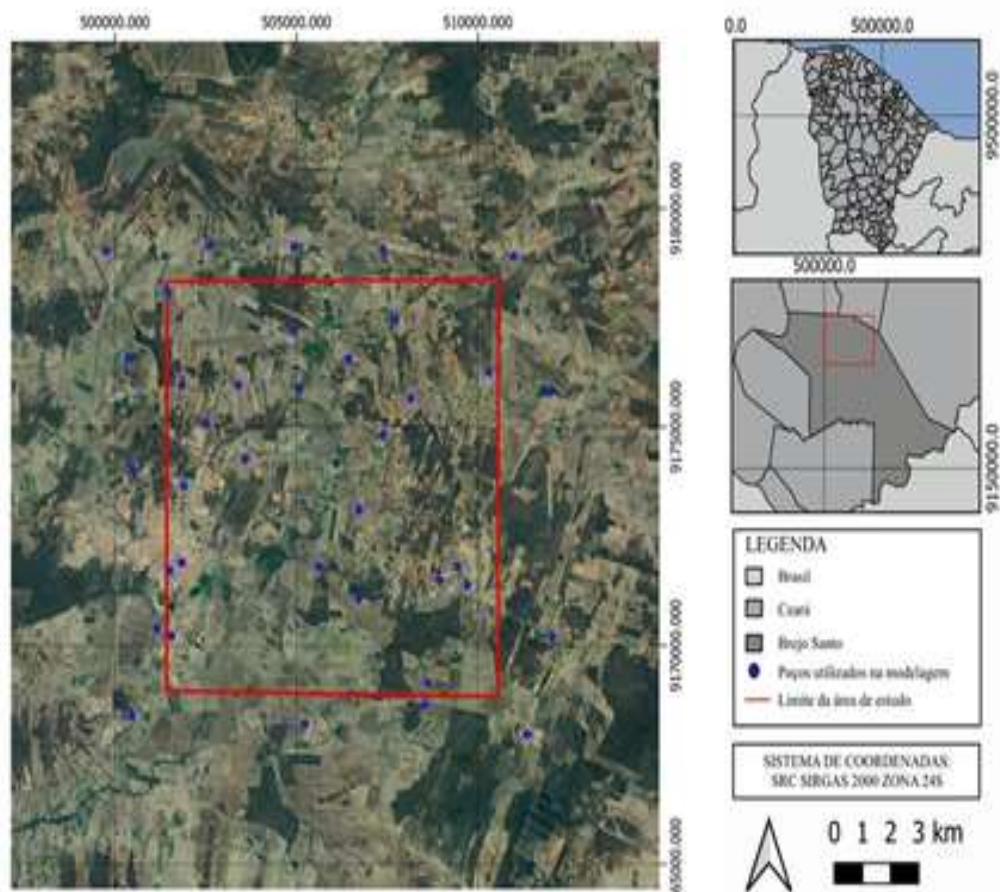 500000.000
505000.000
510000.000
0.0
500000.0
9500000.0
9180000.000
9175000.000
9170000.000
500000.0
9150000.0
LEGENDA
Brasil
Ceará
Brejo Santo
Poços utilizados na modelagem
Limite da área de estudo
SISTEMA DE COORDENADAS:
SRC SIRGAS 2000 ZONA 24S
0 1 2 3 km